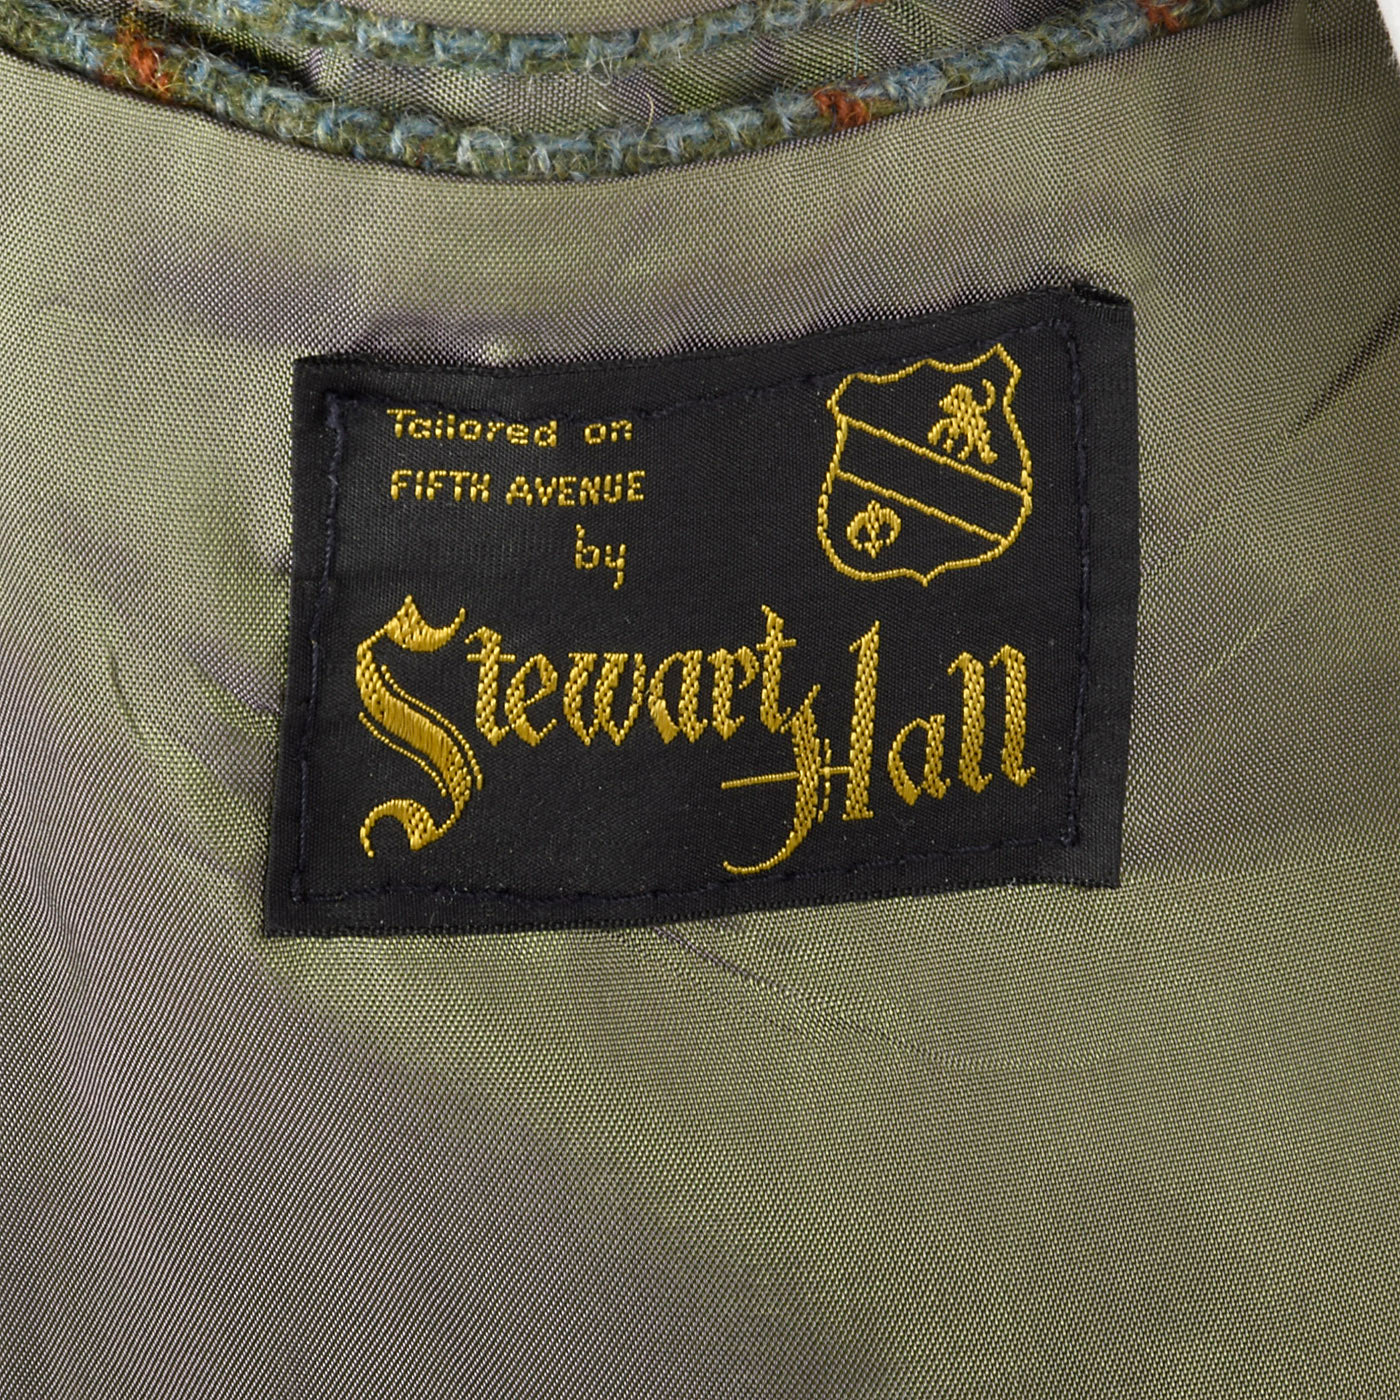 Tailored on
FIFTH AVENUE
by
Stewart Hall